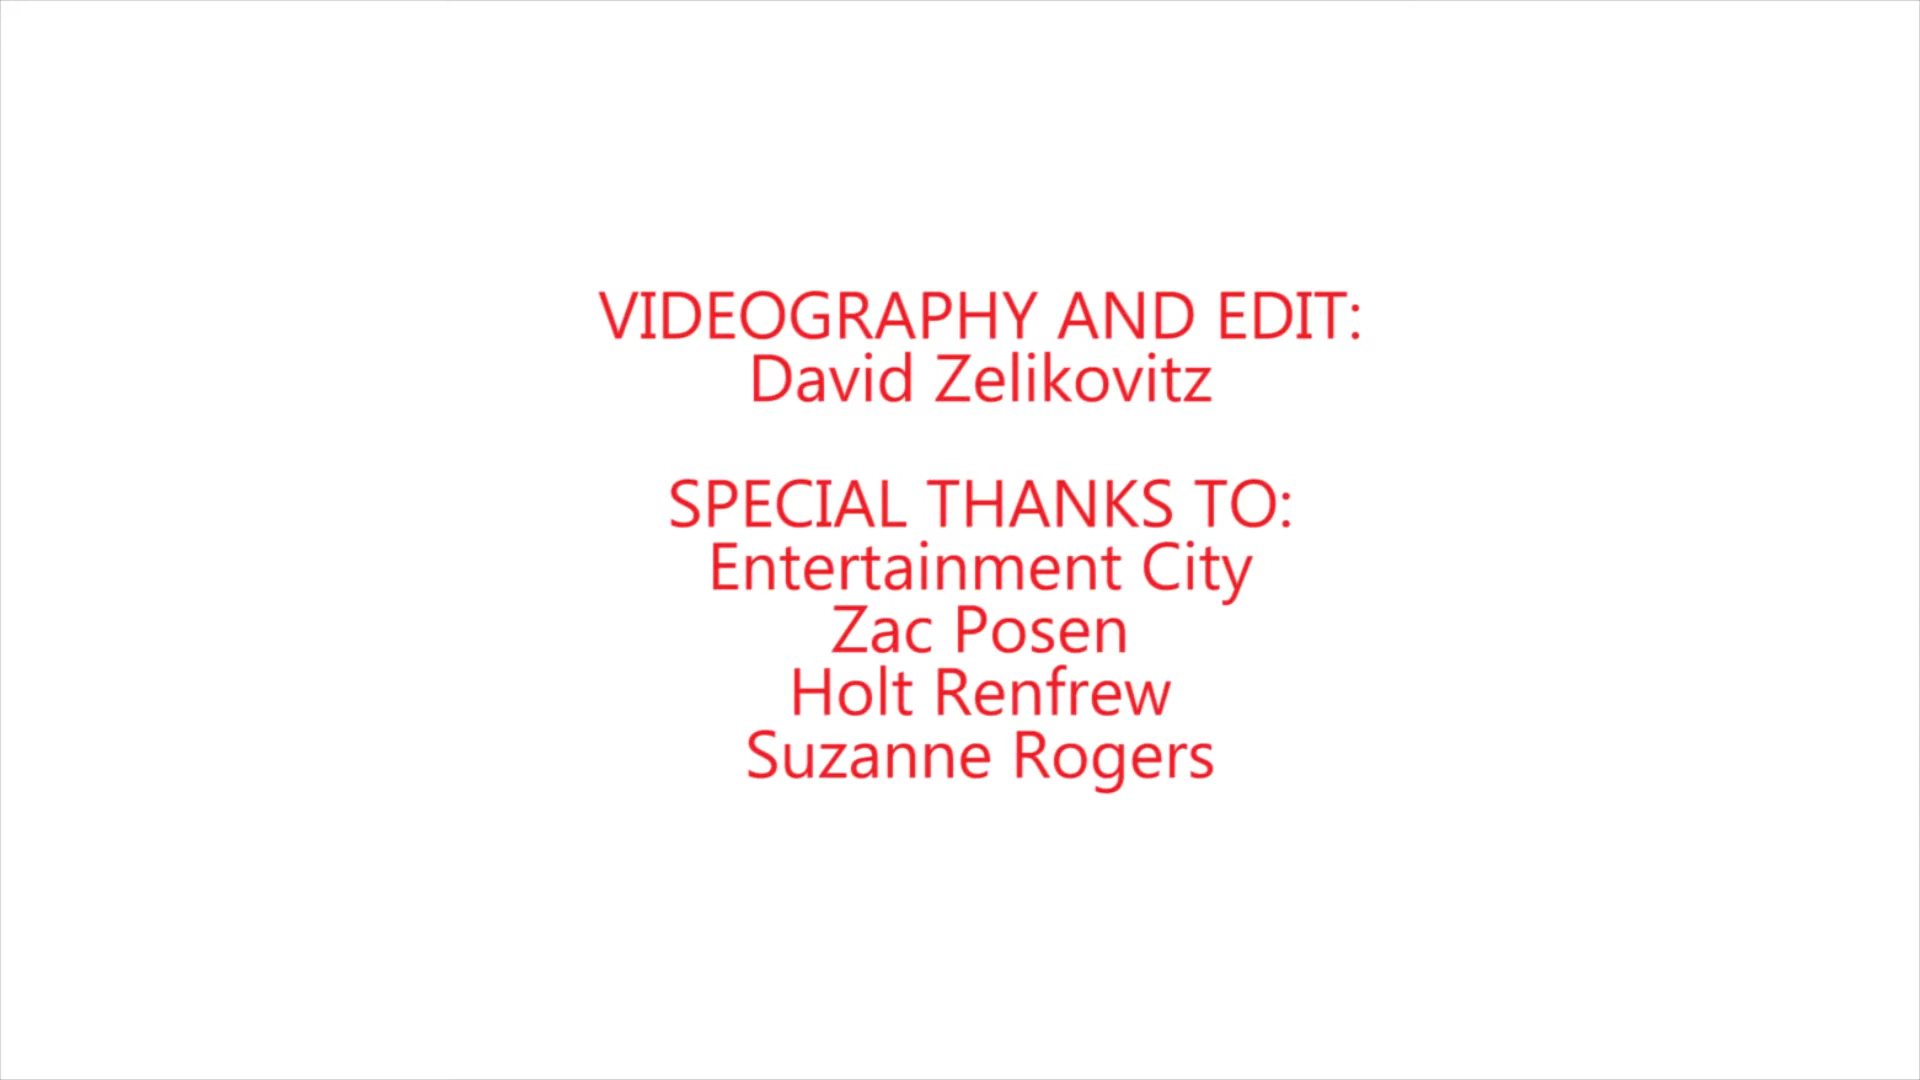 VIDEOGRAPHY AND EDIT:
David Zelikovitz
SPECIAL THANKS TO:
Entertainment City
Zac Posen
Holt Renfrew
Suzanne Rogers